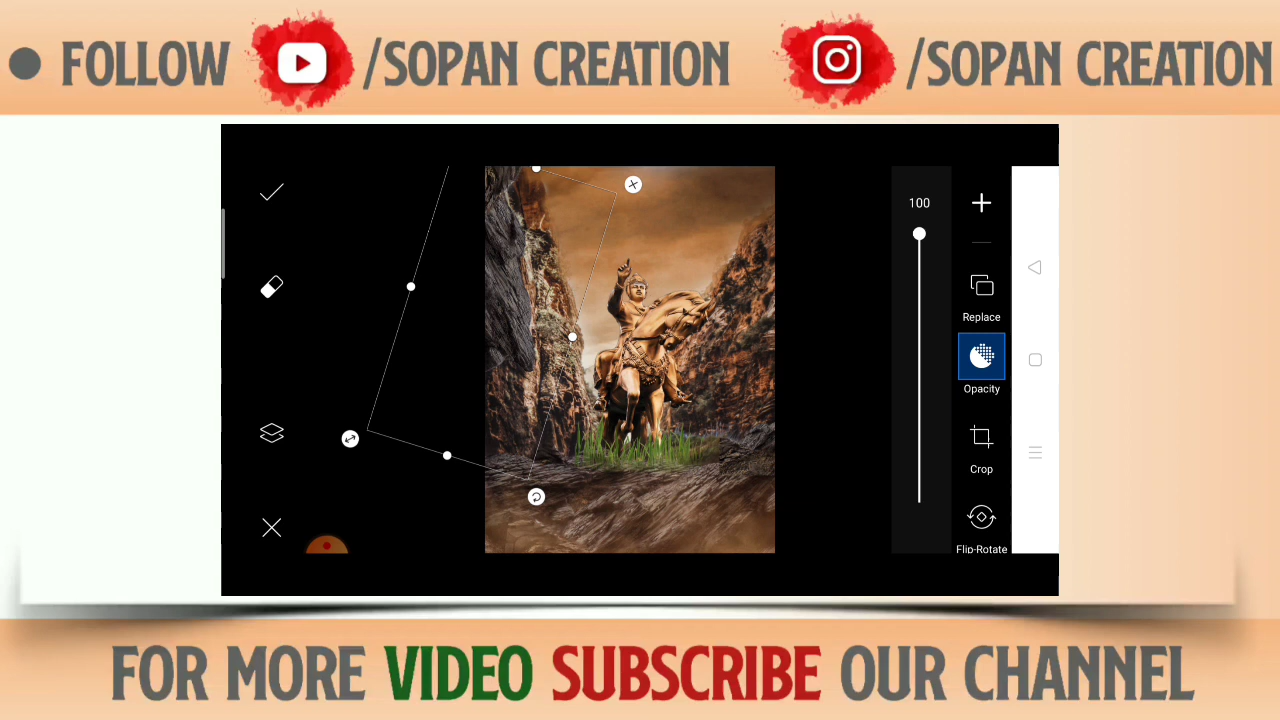 FOLLOW /SOPAN CREATION /SOPAN CREATION
100
Replace
Opacity
Crop
Flip-Rotate
FOR MORE VIDEO SUBSCRIBE OUR CHANNEL